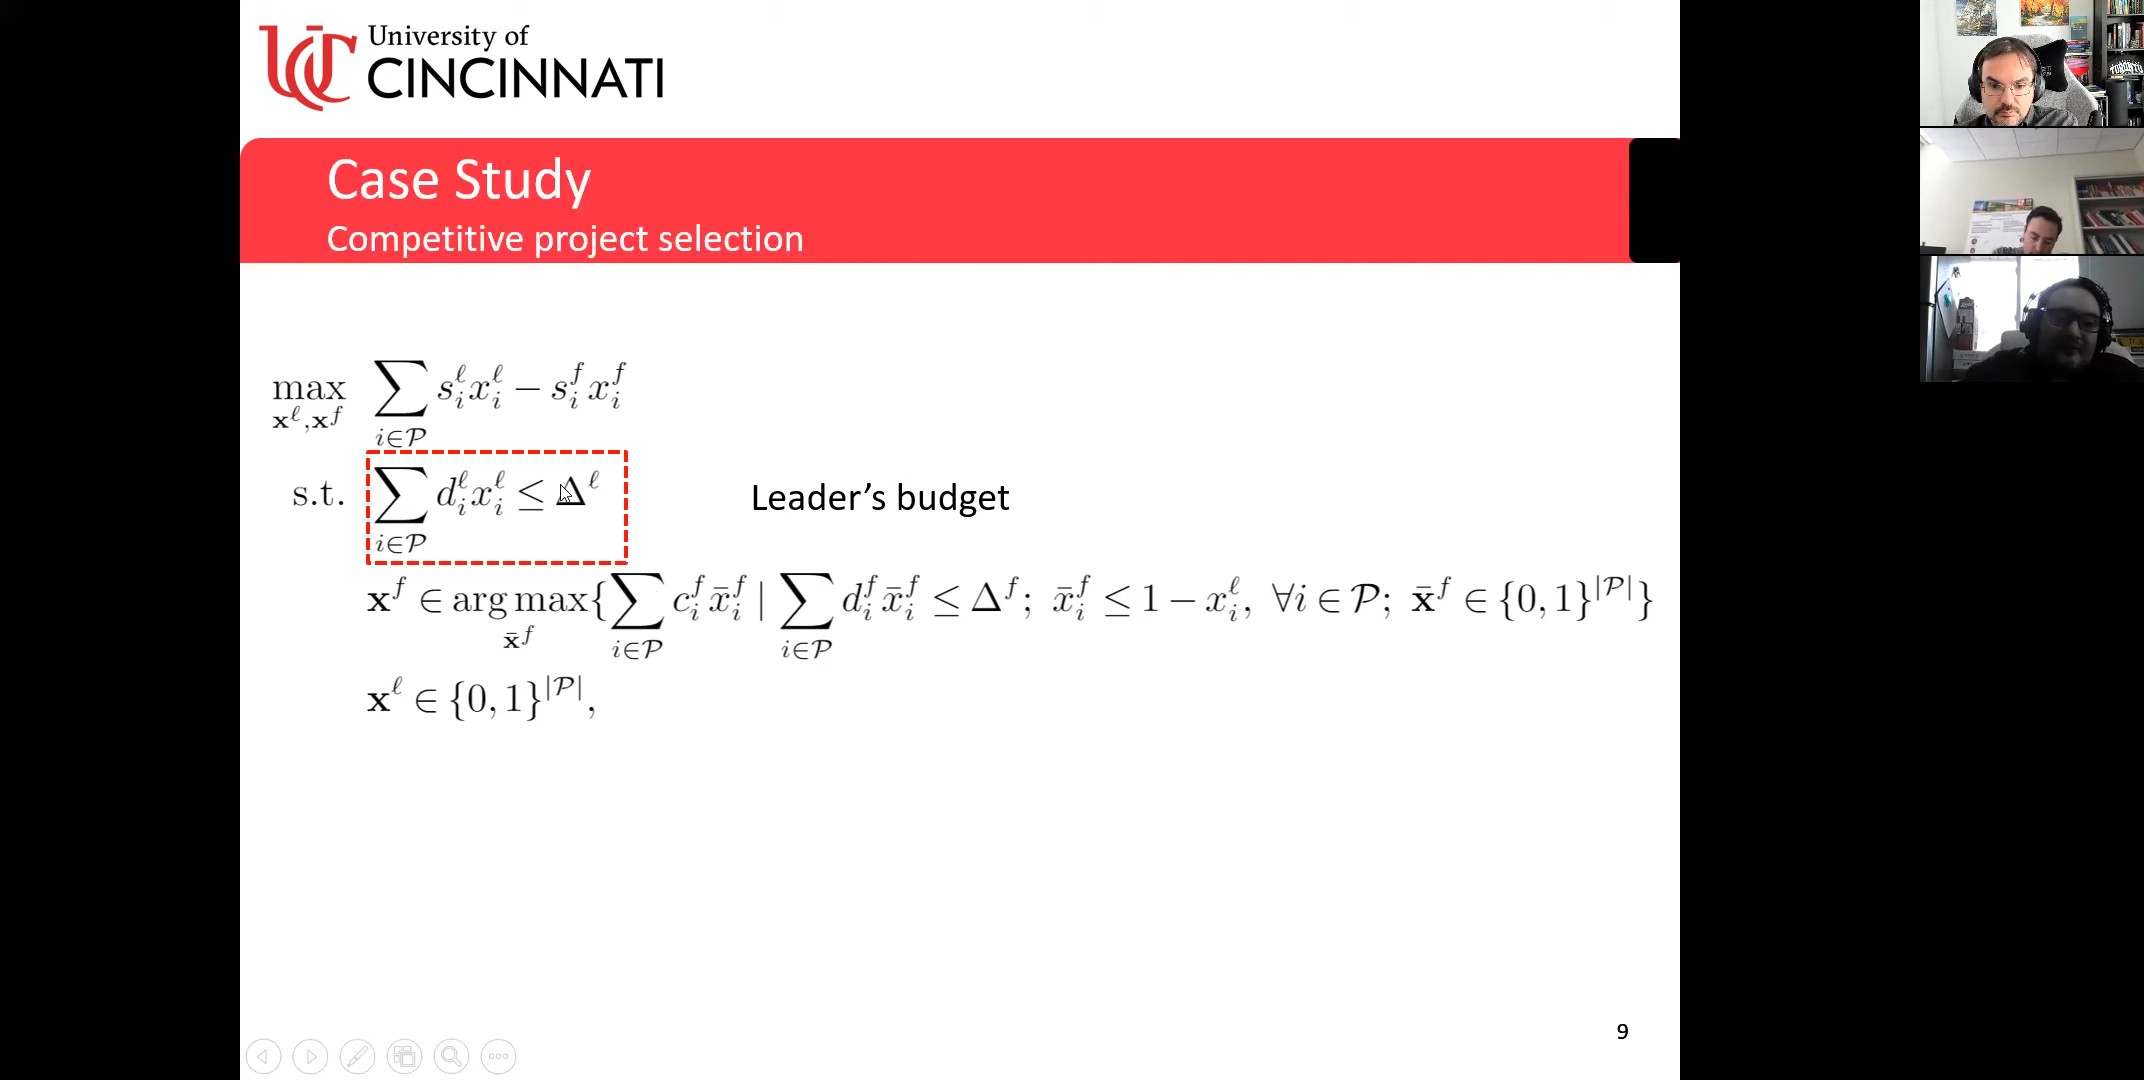 University of
CINCINNATI
Case Study
Competitive project selection
max_{𝐱^ℓ,𝐱^f} ∑_{i∈𝒫} s_i^ℓ x_i^ℓ − s_i^f x_i^f
s.t. ∑_{i∈𝒫} d_i^ℓ x_i^ℓ ≤ Δ^ℓ Leader’s budget
𝐱^f ∈ arg max_{𝐱̄^f} {∑_{i∈𝒫} c_i^f x̄_i^f | ∑_{i∈𝒫} d_i^f x̄_i^f ≤ Δ^f; x̄_i^f ≤ 1 − x_i^ℓ, ∀i ∈ 𝒫; 𝐱̄^f ∈ {0, 1}^{|𝒫|}}
𝐱^ℓ ∈ {0, 1}^{|𝒫|},
9
TORONTO